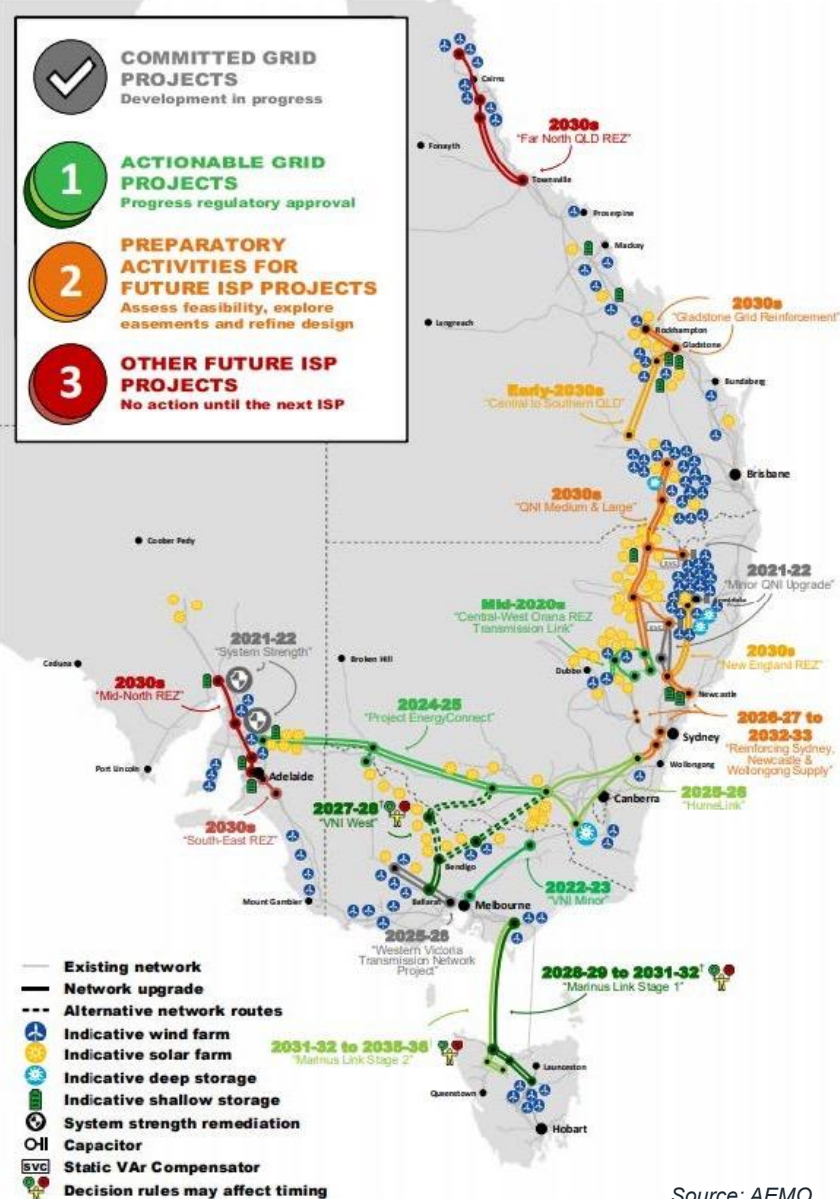 COMMITTED GRID
PROJECTS
Development in progress
1
ACTIONABLE GRID
PROJECTS
Progress regulatory approval
2
PREPARATORY
ACTIVITIES FOR
FUTURE ISP PROJECTS
Assess feasibility, explore
easements and refine design
3
OTHER FUTURE ISP
PROJECTS
No action until the next ISP
Cairns
2030s
"Far North QLD REZ"
Forsyth
Townsville
Proserpine
Mackay
Longreach
2030s
"Gladstone Grid Reinforcement"
Rockhampton
Gladstone
Bundaberg
Early-2030s
"Central to Southern QLD"
Brisbane
2030s
"QNI Medium & Large"
Coober Pedy
2021-22
"Minor QNI Upgrade"
SVC
Armidale
Mid-2020s
"Central-West Orana REZ
Transmission Link"
SVC
2021-22
"System Strength"
Ceduna
Broken Hill
Dubbo
2030s
"New England REZ"
2030s
"Mid-North REZ"
Newcastle
2024-25
"Project EnergyConnect"
2026-27 to
2032-33
"Reinforcing Sydney,
Newcastle &
Wollongong Supply"
Sydney
Wollongong
Port Lincoln
Adelaide
2025-26
"HumeLink"
Canberra
2027-28†
"VNI West"
2030s
"South-East REZ"
Bendigo
2022-23
"VNI Minor"
Mount Gambier
Ballarat
Melbourne
2025-26
"Western Victoria
Transmission Network
Project"
2028-29 to 2031-32†
"Marinus Link Stage 1"
2031-32 to 2035-36
"Marinus Link Stage 2"
Launceston
Queenstown
Hobart
Existing network
Network upgrade
Alternative network routes
Indicative wind farm
Indicative solar farm
Indicative deep storage
Indicative shallow storage
System strength remediation
Capacitor
SVC Static VAr Compensator
Decision rules may affect timing
Source: AEMO